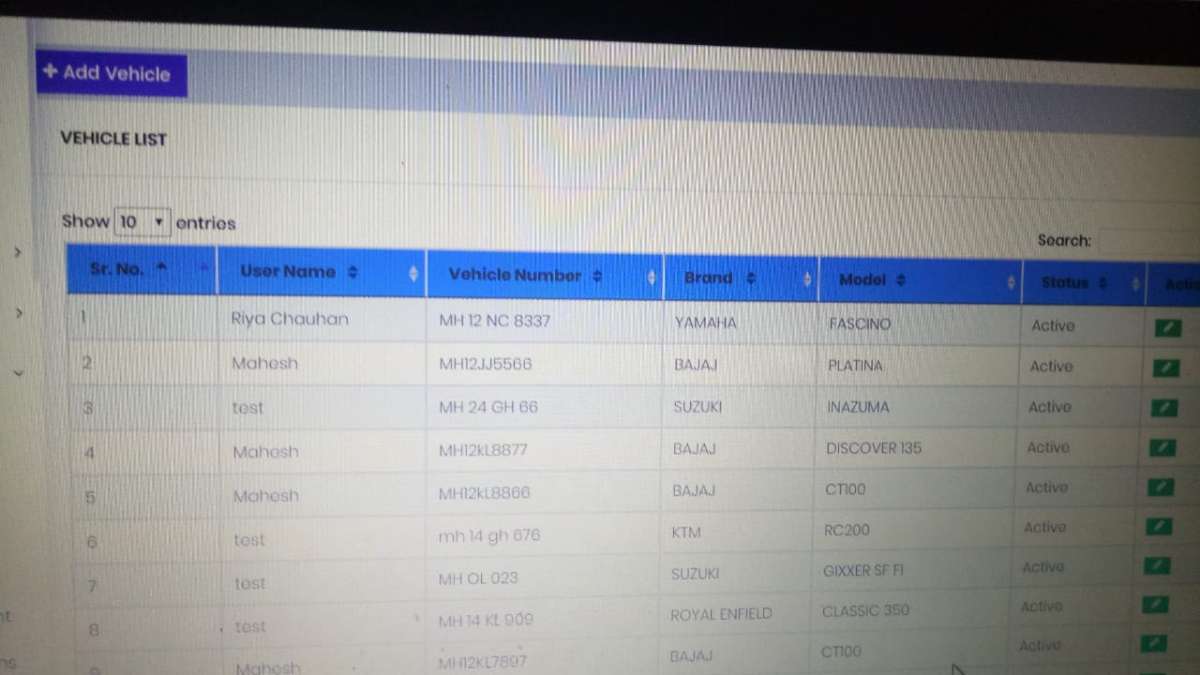 + Add Vehicle
VEHICLE LIST
Show 10 entries
Search:
Sr. No. User Name Vehicle Number Brand Model Status
1 Riya Chauhan MH 12 NC 8337 YAMAHA FASCINO Active
2 Mahesh MH12JJ5566 BAJAJ PLATINA Active
3 test MH 24 GH 66 SUZUKI INAZUMA Active
4 Mahesh MH12kL8877 BAJAJ DISCOVER 135 Active
5 Mahesh MH12kL8866 BAJAJ CT100 Active
6 test mh 14 gh 676 KTM RC200 Active
7 test MH OL 023 SUZUKI GIXXER SF FI Active
8 test MH 14 KL 909 ROYAL ENFIELD CLASSIC 350 Active
9 Mahesh MH12KL7897 BAJAJ CT100 Active